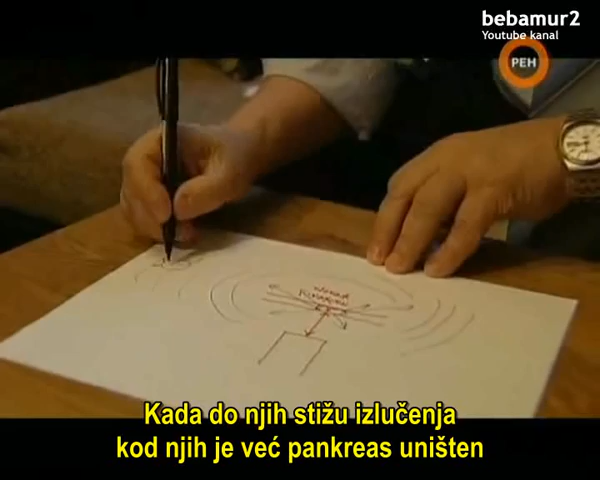 bebamur2
Youtube kanal
РЕН
Kada do njih stižu izlučenja
kod njih je već pankreas uništen